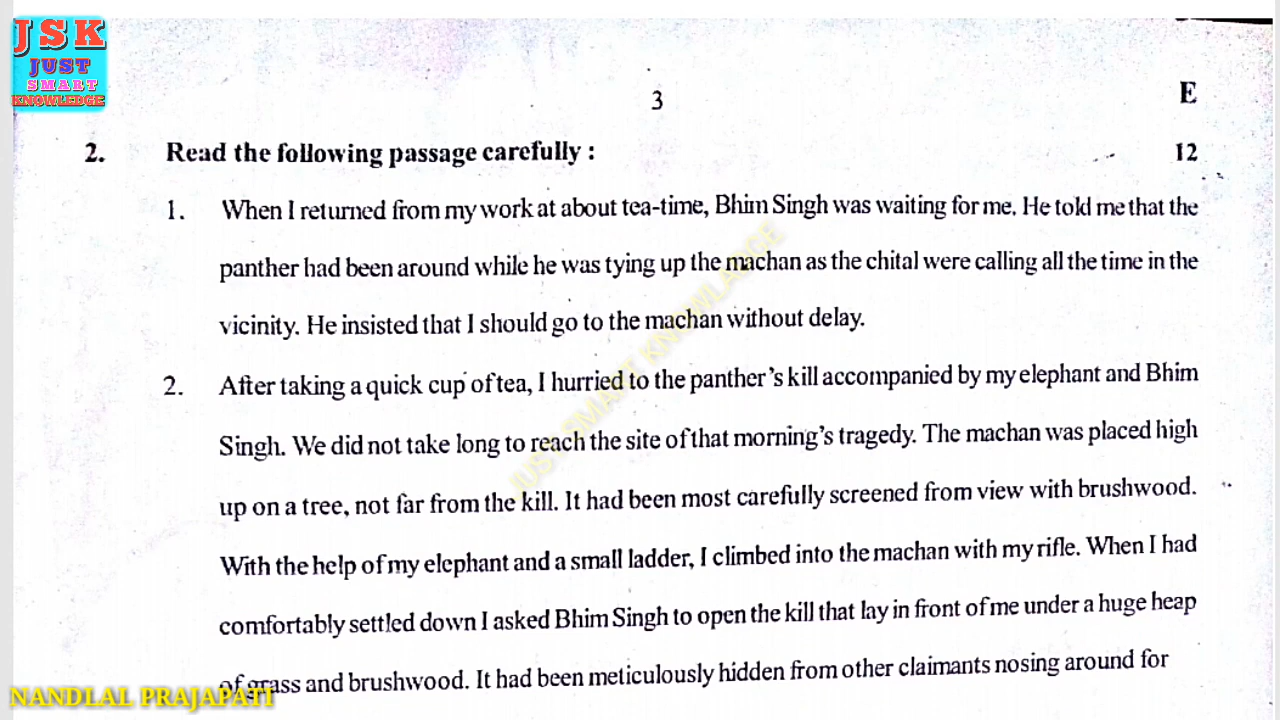 JSK
JUST
SMART
KNOWLEDGE
3
E
2. Read the following passage carefully : 12
1. When I returned from my work at about tea-time, Bhim Singh was waiting for me. He told me that the
panther had been around while he was tying up the machan as the chital were calling all the time in the
vicinity. He insisted that I should go to the machan without delay.
JUST SMART KNOWLADGE
2. After taking a quick cup of tea, I hurried to the panther's kill accompanied by my elephant and Bhim
Singh. We did not take long to reach the site of that morning's tragedy. The machan was placed high
up on a tree, not far from the kill. It had been most carefully screened from view with brushwood.
With the help of my elephant and a small ladder, I climbed into the machan with my rifle. When I had
comfortably settled down I asked Bhim Singh to open the kill that lay in front of me under a huge heap
of grass and brushwood. It had been meticulously hidden from other claimants nosing around for
NANDLAL PRAJAPATI